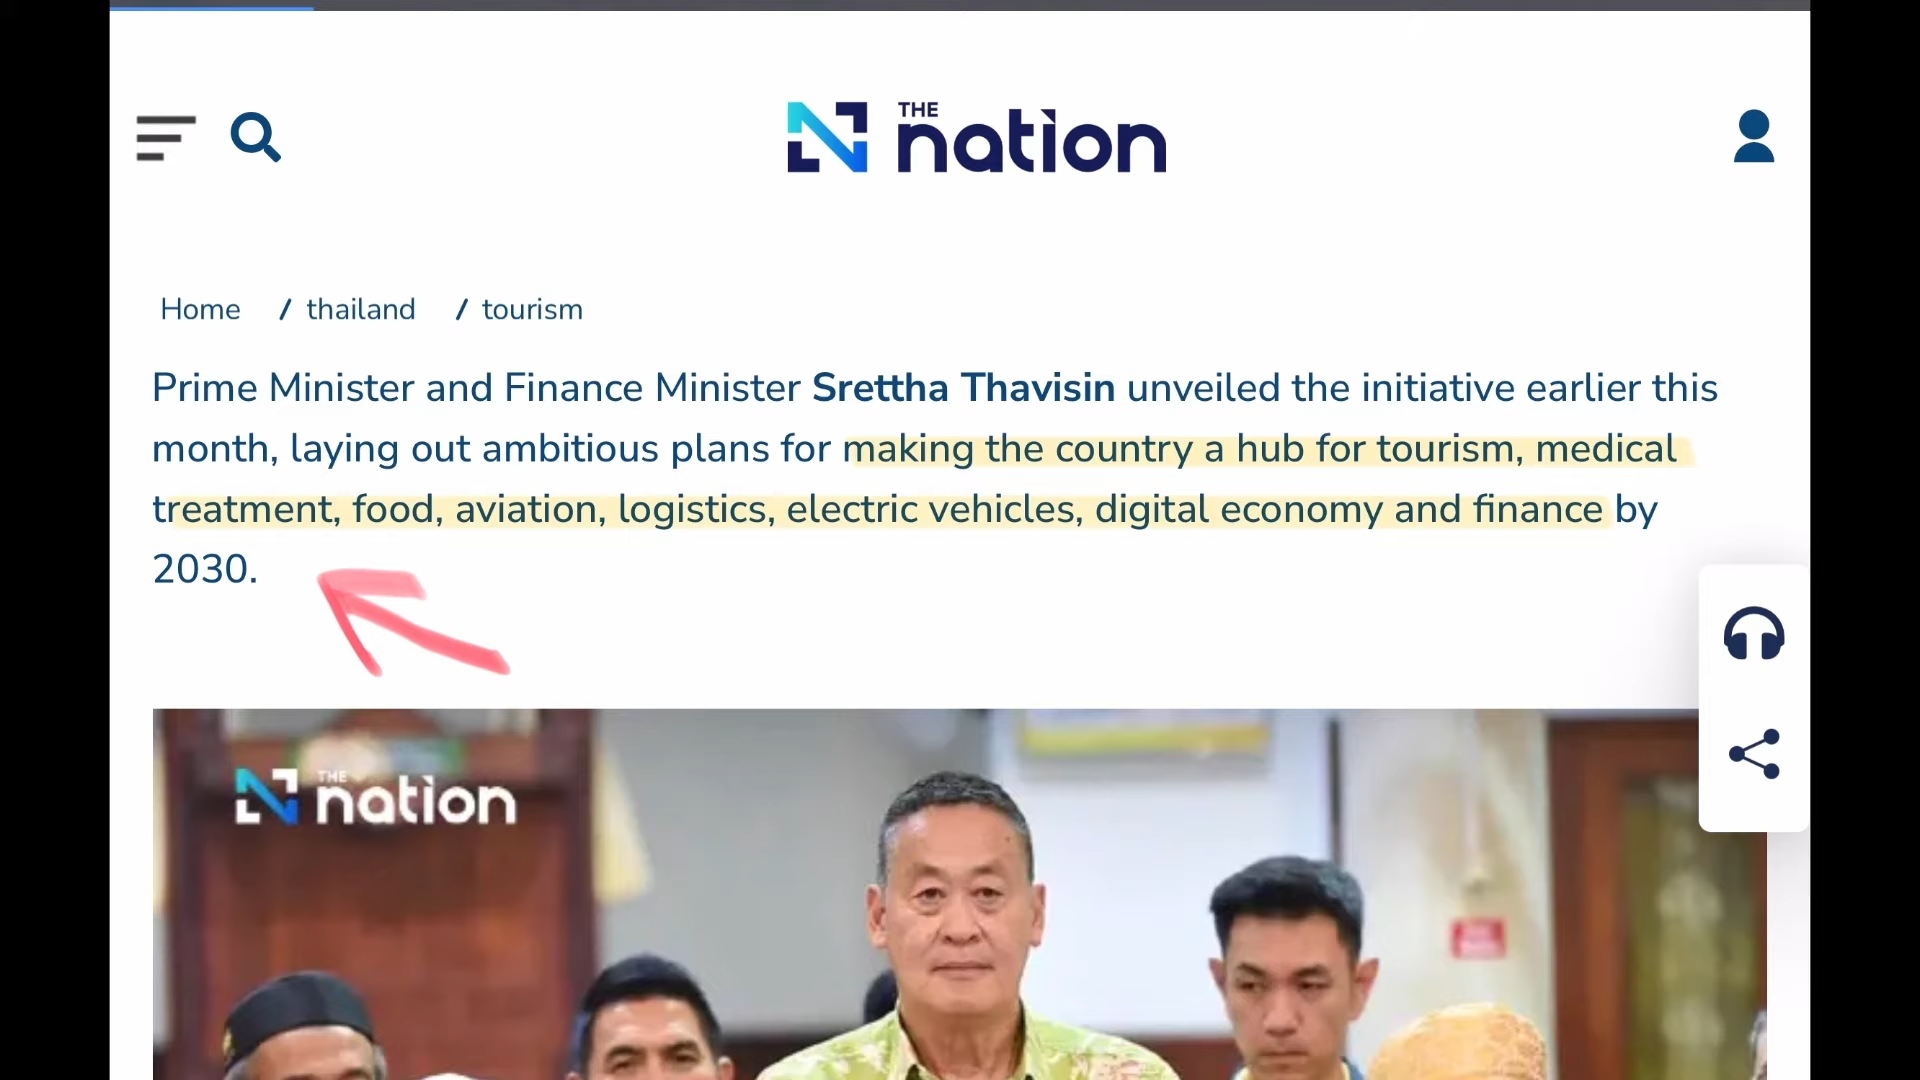 THE
nation
Home / thailand / tourism
Prime Minister and Finance Minister Srettha Thavisin unveiled the initiative earlier this
month, laying out ambitious plans for making the country a hub for tourism, medical
treatment, food, aviation, logistics, electric vehicles, digital economy and finance by
2030.
THE
nation